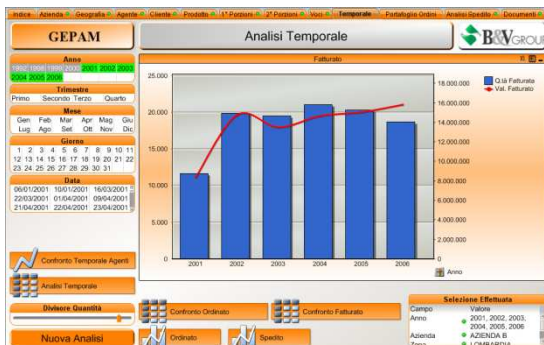 Indice Azienda Geografia Agente Cliente Prodotto 1° Porzioni 2° Porzioni Voci Temporale Portafoglio Ordini Analisi Spedito Documenti
GEPAM
Analisi Temporale
B&V GROUP
Anno
1992 1998 1999 2000 2001 2002 2003
2004 2005 2006
Trimestre
Primo Secondo Terzo Quarto
Mese
Gen Feb Mar Apr Mag Giu
Lug Ago Set Ott Nov Dic
Giorno
1 2 3 4 5 6 7 8 9 10 11
12 13 14 15 16 17 18 19 20 21 22
23 24 25 26 27 28 29 30 31
Data
06/01/2001 10/01/2001 16/03/2001
22/03/2001 01/04/2001 09/04/2001
21/04/2001 22/04/2001 23/04/2001
Confronto Temporale Agenti
Analisi Temporale
Divisore Quantità
Nuova Analisi
Fatturato
25.000
20.000
15.000
10.000
5.000
0
18.000.000
16.000.000
14.000.000
12.000.000
10.000.000
8.000.000
6.000.000
4.000.000
2.000.000
0
2001 2002 2003 2004 2005 2006
Anno
Q.tà Fatturata
Val. Fatturato
Confronto Ordinato
Confronto Fatturato
Ordinato
Spedito
Selezione Effettuata
Campo Valore
Anno 2001, 2002, 2003,
2004, 2005, 2006
Azienda AZIENDA B
Zona LOMBARDIA